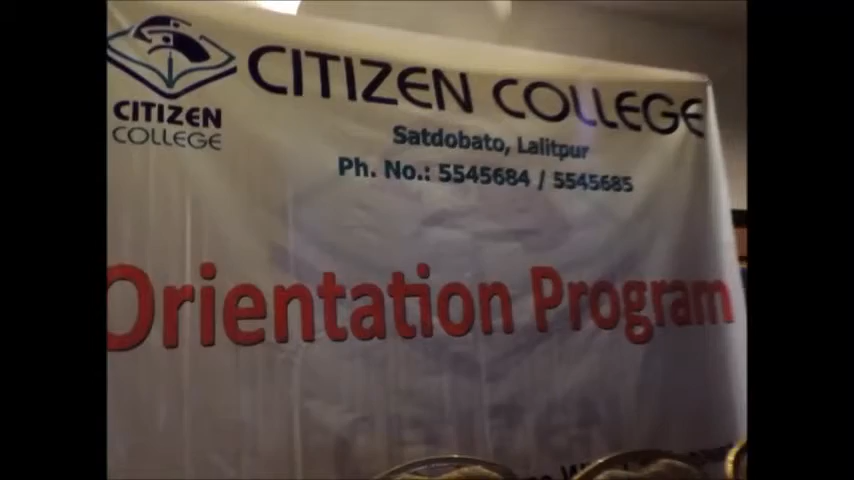 CITIZEN COLLEGE
CITIZEN
COLLEGE
Satdobato, Lalitpur
Ph. No.: 5545684 / 5545685
Orientation Program